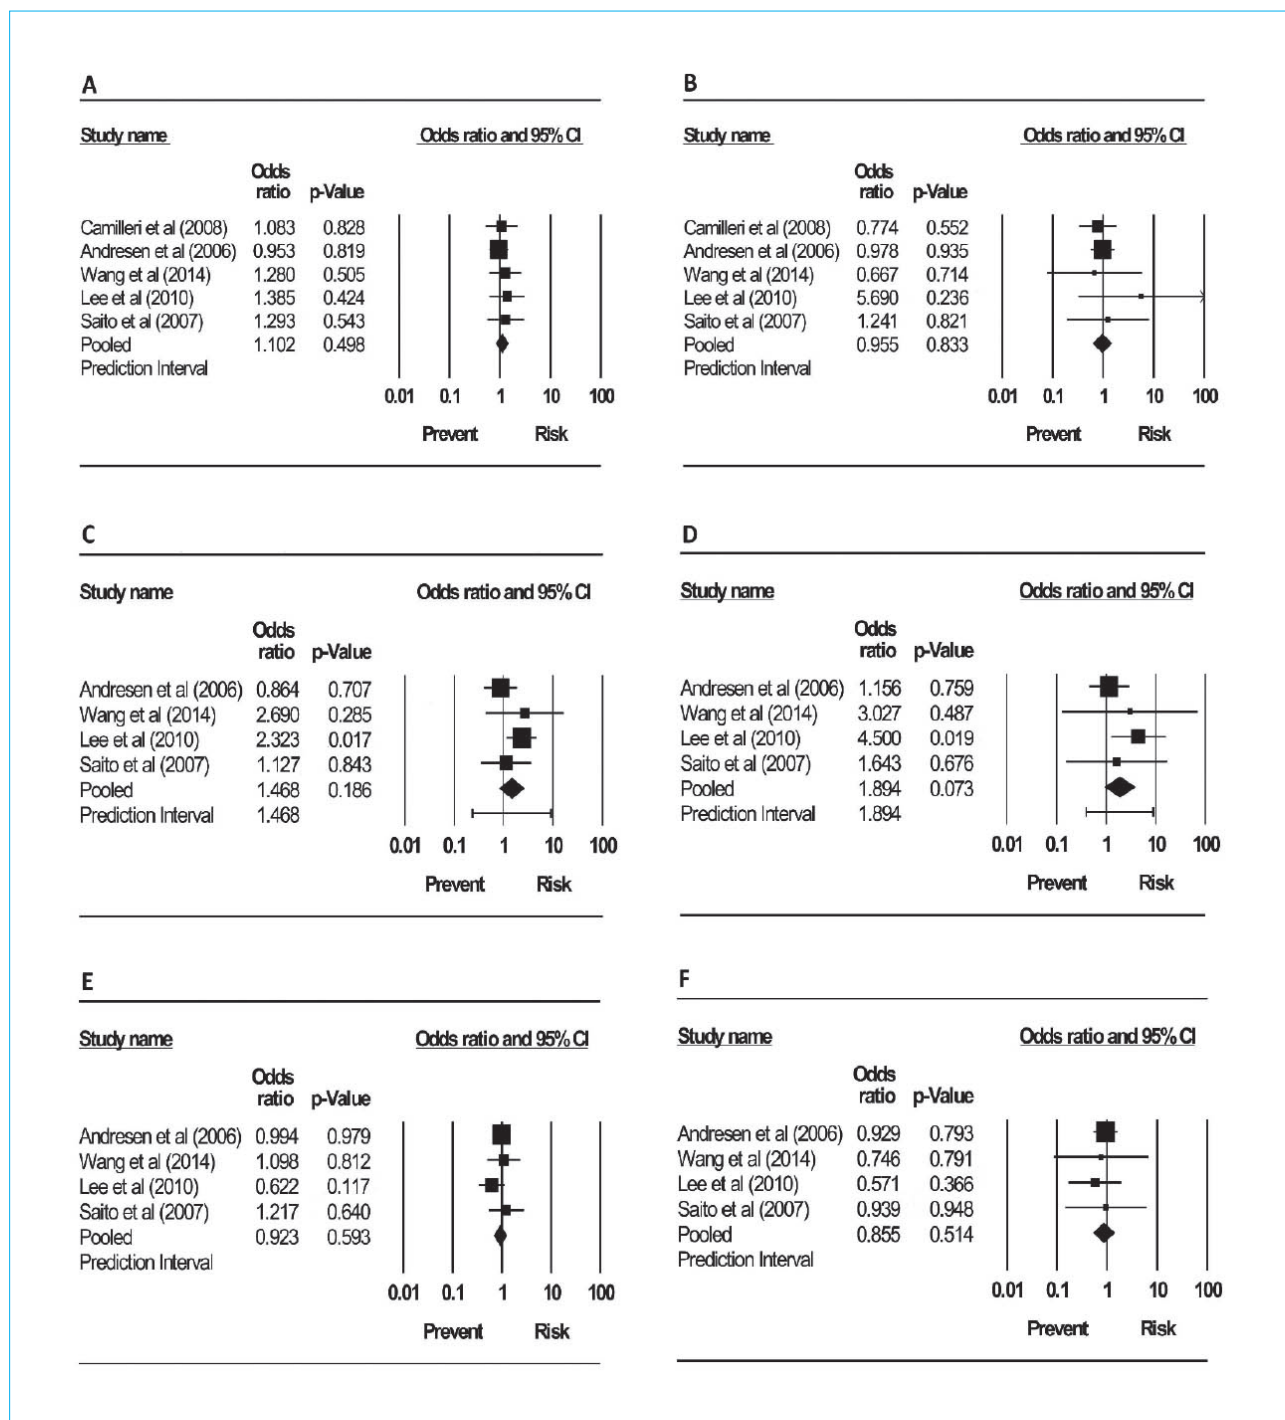 A
Study name Odds ratio and 95% CI
Odds
ratio p-Value
Camilleri et al (2008) 1.083 0.828
Andresen et al (2006) 0.953 0.819
Wang et al (2014) 1.280 0.505
Lee et al (2010) 1.385 0.424
Saito et al (2007) 1.293 0.543
Pooled 1.102 0.498
Prediction Interval
0.01 0.1 1 10 100
Prevent Risk
B
Study name Odds ratio and 95% CI
Odds
ratio p-Value
Camilleri et al (2008) 0.774 0.552
Andresen et al (2006) 0.978 0.935
Wang et al (2014) 0.667 0.714
Lee et al (2010) 5.690 0.236
Saito et al (2007) 1.241 0.821
Pooled 0.955 0.833
Prediction Interval
0.01 0.1 1 10 100
Prevent Risk
C
Study name Odds ratio and 95% CI
Odds
ratio p-Value
Andresen et al (2006) 0.864 0.707
Wang et al (2014) 2.690 0.285
Lee et al (2010) 2.323 0.017
Saito et al (2007) 1.127 0.843
Pooled 1.468 0.186
Prediction Interval 1.468
0.01 0.1 1 10 100
Prevent Risk
D
Study name Odds ratio and 95% CI
Odds
ratio p-Value
Andresen et al (2006) 1.156 0.759
Wang et al (2014) 3.027 0.487
Lee et al (2010) 4.500 0.019
Saito et al (2007) 1.643 0.676
Pooled 1.894 0.073
Prediction Interval 1.894
0.01 0.1 1 10 100
Prevent Risk
E
Study name Odds ratio and 95% CI
Odds
ratio p-Value
Andresen et al (2006) 0.994 0.979
Wang et al (2014) 1.098 0.812
Lee et al (2010) 0.622 0.117
Saito et al (2007) 1.217 0.640
Pooled 0.923 0.593
Prediction Interval
0.01 0.1 1 10 100
Prevent Risk
F
Study name Odds ratio and 95% CI
Odds
ratio p-Value
Andresen et al (2006) 0.929 0.793
Wang et al (2014) 0.746 0.791
Lee et al (2010) 0.571 0.366
Saito et al (2007) 0.939 0.948
Pooled 0.855 0.514
Prediction Interval
0.01 0.1 1 10 100
Prevent Risk